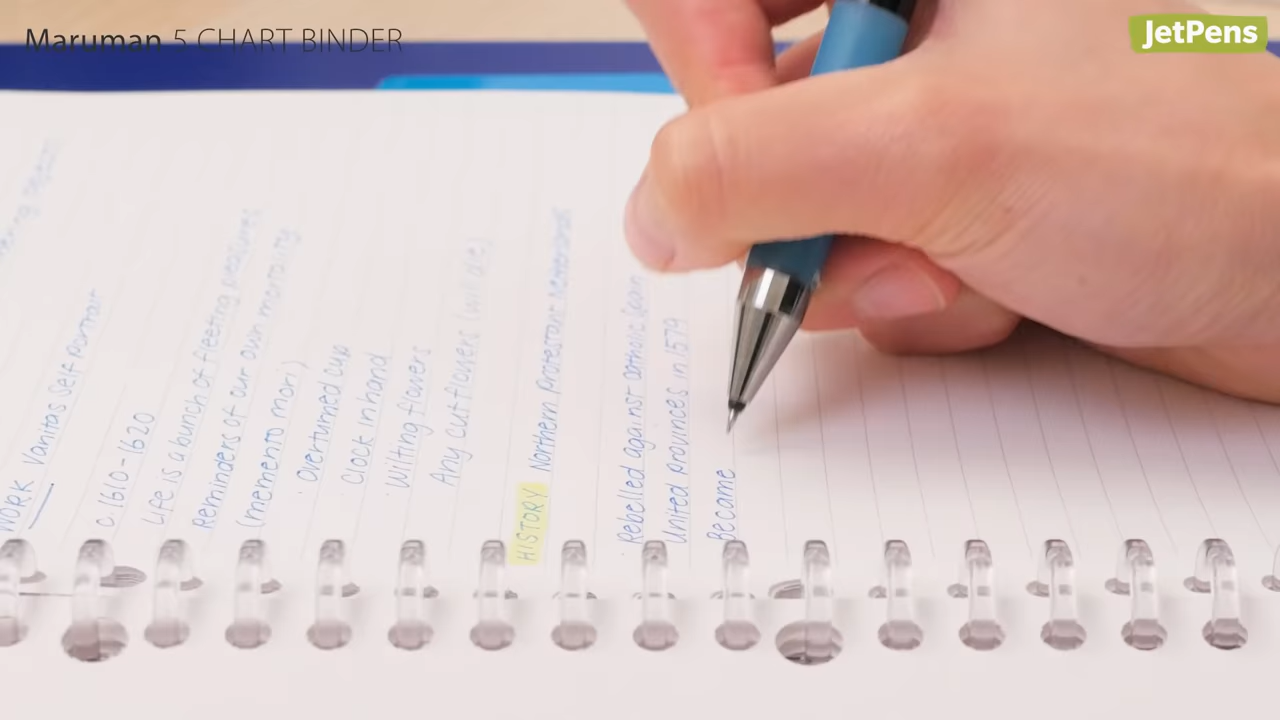 Maruman 5 CHART BINDER
JetPens
WORK Vanitas Self portrait
c. 1610-1620
Life is a bunch of fleeting pleasures
Reminders of our own mortality
(memento mori)
Overturned cup
Clock in hand
Wilting flowers
Any cut flowers (will die)
HISTORY Northern Protestant Netherlands
Rebelled against catholic Spain
United provinces in 1579
Became